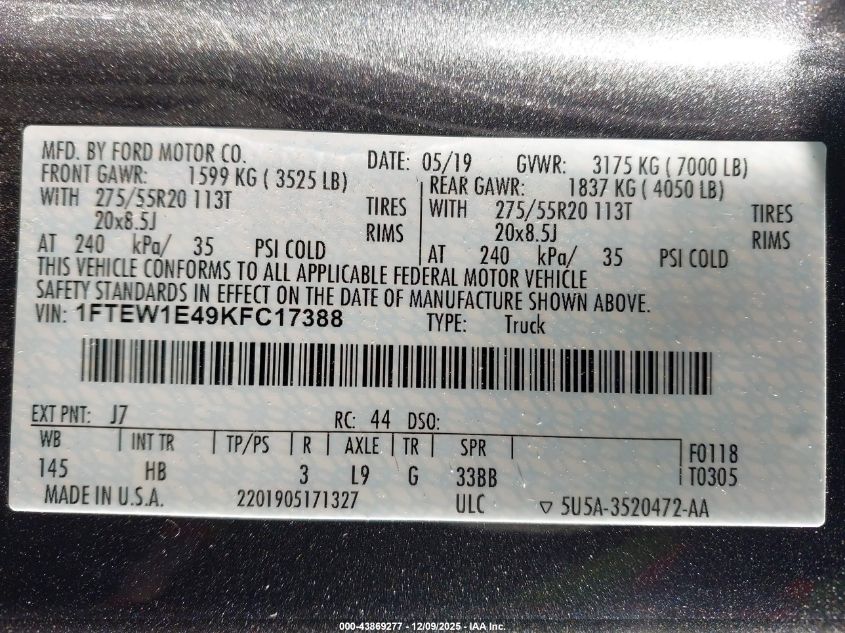 MFD. BY FORD MOTOR CO. DATE: 05/19 GVWR: 3175 KG ( 7000 LB)
FRONT GAWR: 1599 KG ( 3525 LB) REAR GAWR: 1837 KG ( 4050 LB)
WITH 275/55R20 113T TIRES WITH 275/55R20 113T TIRES
20x8.5J RIMS 20x8.5J RIMS
AT 240 kPa/ 35 PSI COLD AT 240 kPa/ 35 PSI COLD
THIS VEHICLE CONFORMS TO ALL APPLICABLE FEDERAL MOTOR VEHICLE
SAFETY STANDARDS IN EFFECT ON THE DATE OF MANUFACTURE SHOWN ABOVE.
VIN: 1FTEW1E49KFC17388 TYPE: Truck
EXT PNT: J7 RC: 44 DSO:
WB INT TR TP/PS R AXLE TR SPR F0118
145 HB 3 L9 G 33BB T0305
MADE IN U.S.A. 2201905171327 ULC ▽ 5U5A-3520472-AA
000-43869277 - 12/09/2025 - IAA Inc.